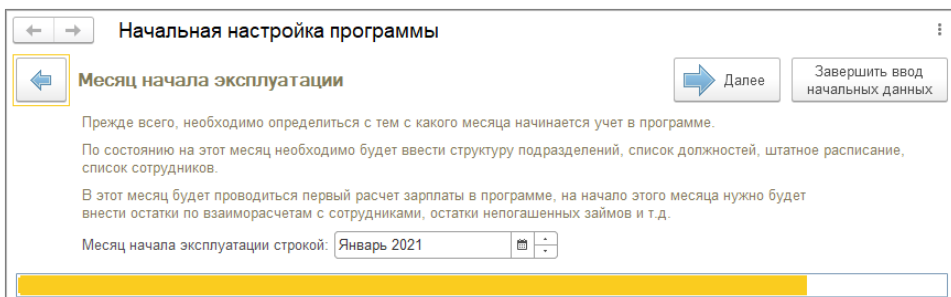 Начальная настройка программы
Месяц начала эксплуатации
Далее
Завершить ввод
начальных данных
Прежде всего, необходимо определиться с тем с какого месяца начинается учет в программе.
По состоянию на этот месяц необходимо будет ввести структуру подразделений, список должностей, штатное расписание,
список сотрудников.
В этот месяц будет проводиться первый расчет зарплаты в программе, на начало этого месяца нужно будет
внести остатки по взаиморасчетам с сотрудниками, остатки непогашенных займов и т.д.
Месяц начала эксплуатации строкой: Январь 2021